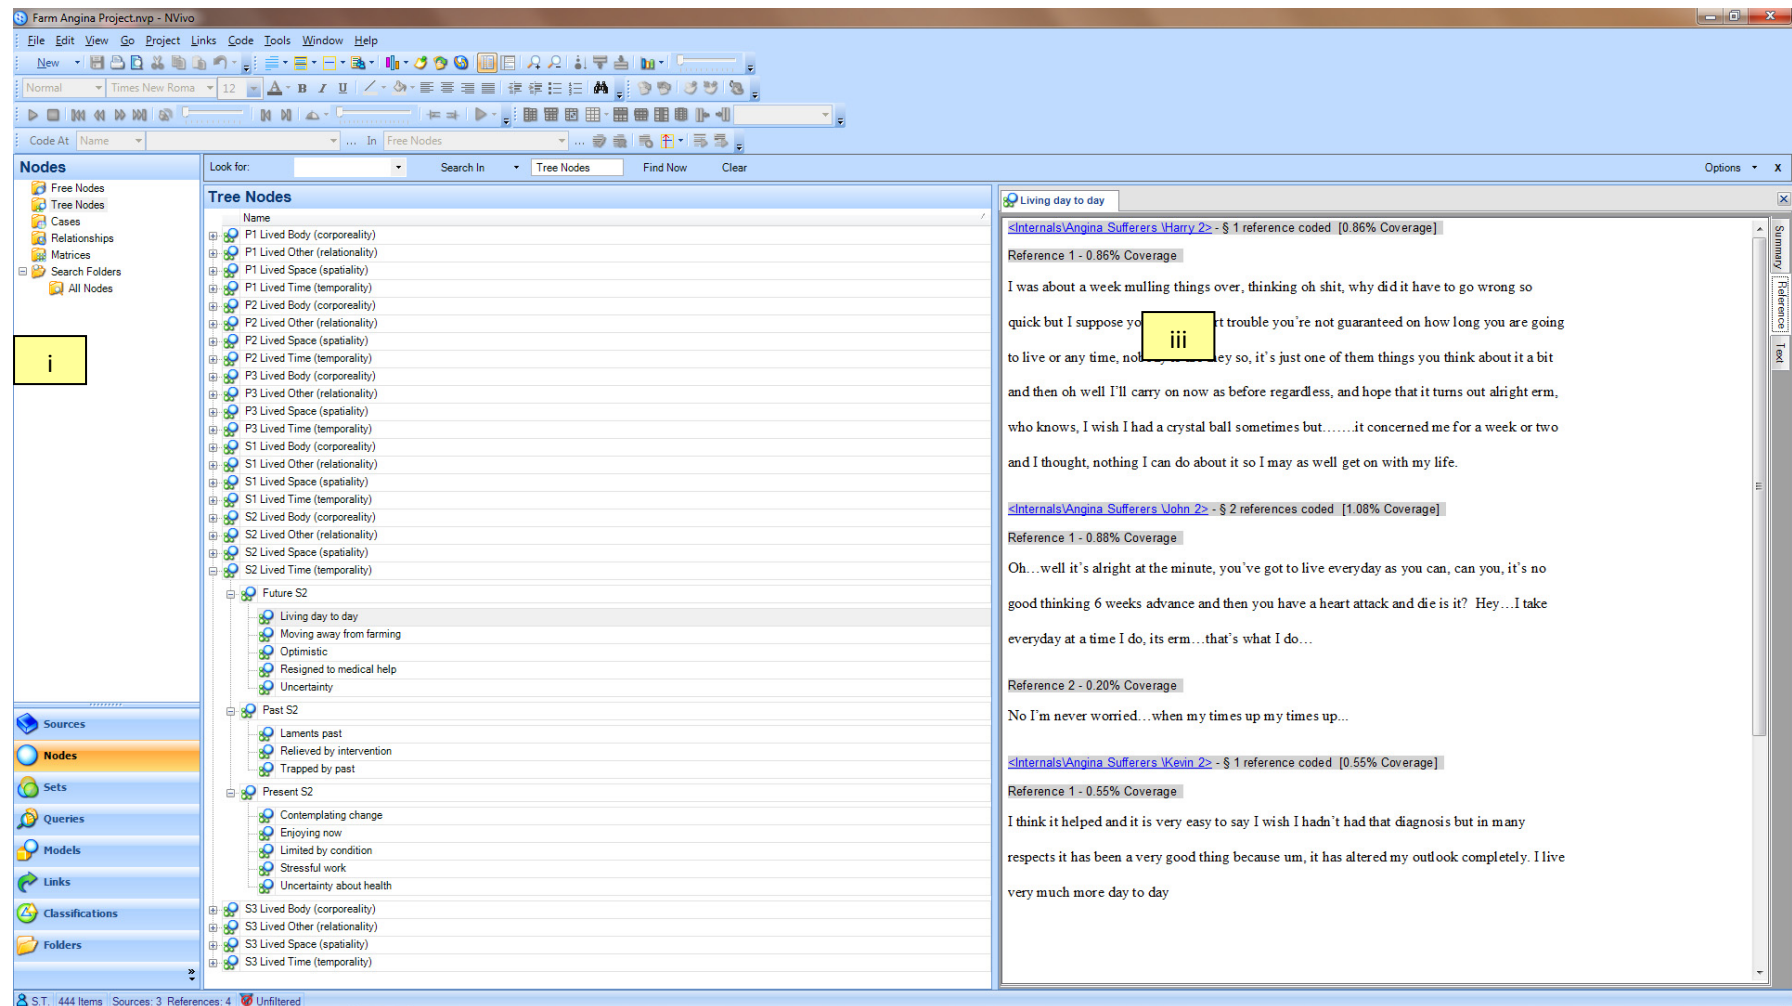 Farm Angina Project.nvp - NVivo
File Edit View Go Project Links Code Tools Window Help
New
Normal Times New Roma 12 A B I U
Code At Name ... In Free Nodes ...
Nodes
Free Nodes
Tree Nodes
Cases
Relationships
Matrices
Search Folders
All Nodes
i
Sources
Nodes
Sets
Queries
Models
Links
Classifications
Folders
Look for: Search In Tree Nodes Find Now Clear Options x
Tree Nodes
Name
P1 Lived Body (corporeality)
P1 Lived Other (relationality)
P1 Lived Space (spatiality)
P1 Lived Time (temporality)
P2 Lived Body (corporeality)
P2 Lived Other (relationality)
P2 Lived Space (spatiality)
P2 Lived Time (temporality)
P3 Lived Body (corporeality)
P3 Lived Other (relationality)
P3 Lived Space (spatiality)
P3 Lived Time (temporality)
S1 Lived Body (corporeality)
S1 Lived Other (relationality)
S1 Lived Space (spatiality)
S1 Lived Time (temporality)
S2 Lived Body (corporeality)
S2 Lived Other (relationality)
S2 Lived Space (spatiality)
S2 Lived Time (temporality)
Future S2
Living day to day
Moving away from farming
Optimistic
Resigned to medical help
Uncertainty
Past S2
Laments past
Relieved by intervention
Trapped by past
Present S2
Contemplating change
Enjoying now
Limited by condition
Stressful work
Uncertainty about health
S3 Lived Body (corporeality)
S3 Lived Other (relationality)
S3 Lived Space (spatiality)
S3 Lived Time (temporality)
Living day to day
<Internals\Angina Sufferers \Harry 2> - § 1 reference coded [0.86% Coverage]
Reference 1 - 0.86% Coverage
I was about a week mulling things over, thinking oh shit, why did it have to go wrong so
quick but I suppose trouble you're not guaranteed on how long you are going
iii
to live or any time, so, it's just one of them things you think about it a bit
and then oh well I'll carry on now as before regardless, and hope that it turns out alright erm,
who knows, I wish I had a crystal ball sometimes but…….it concerned me for a week or two
and I thought, nothing I can do about it so I may as well get on with my life.
<Internals\Angina Sufferers \John 2> - § 2 references coded [1.08% Coverage]
Reference 1 - 0.88% Coverage
Oh…well it's alright at the minute, you've got to live everyday as you can, can you, it's no
good thinking 6 weeks advance and then you have a heart attack and die is it? Hey…I take
everyday at a time I do, its erm…that's what I do…
Reference 2 - 0.20% Coverage
No I'm never worried…when my times up my times up...
<Internals\Angina Sufferers \Kevin 2> - § 1 reference coded [0.55% Coverage]
Reference 1 - 0.55% Coverage
I think it helped and it is very easy to say I wish I hadn't had that diagnosis but in many
respects it has been a very good thing because um, it has altered my outlook completely. I live
very much more day to day
Summary
Reference
Text
S.T. 444 Items Sources: 3 References: 4 Unfiltered